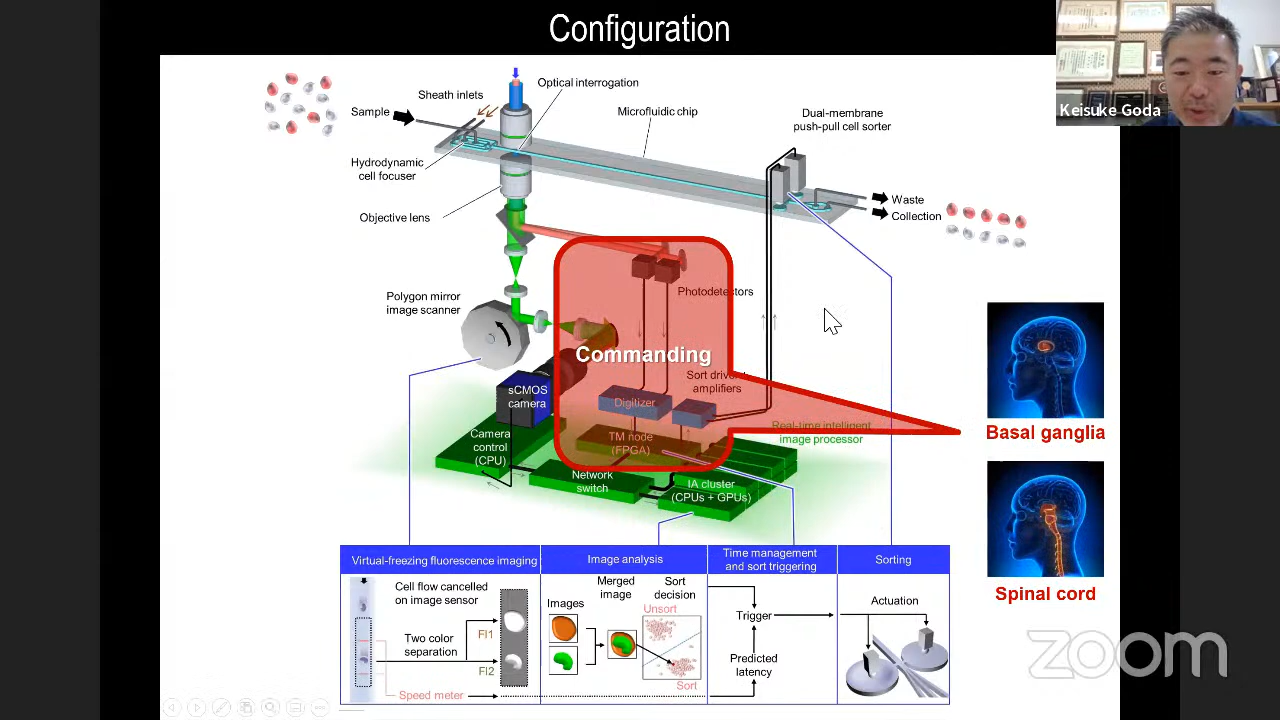 Configuration
Keisuke Goda
Optical interrogation
Sheath inlets
Sample
Microfluidic chip
Dual-membrane
push-pull cell sorter
Hydrodynamic
cell focuser
Objective lens
Waste
Collection
Polygon mirror
image scanner
Photodetectors
Commanding
Sort driver
amplifiers
sCMOS
camera
Digitizer
Camera
control
(CPU)
TM node
(FPGA)
Real-time intelligent
image processor
Network
switch
IA cluster
(CPUs + GPUs)
Basal ganglia
Spinal cord
Virtual-freezing fluorescence imaging
Image analysis
Time management
and sort triggering
Sorting
Cell flow cancelled
on image sensor
Two color
separation
FI1
FI2
Speed meter
Images
Merged
image
Sort
decision
Unsort
Sort
Trigger
Predicted
latency
Actuation
zoom